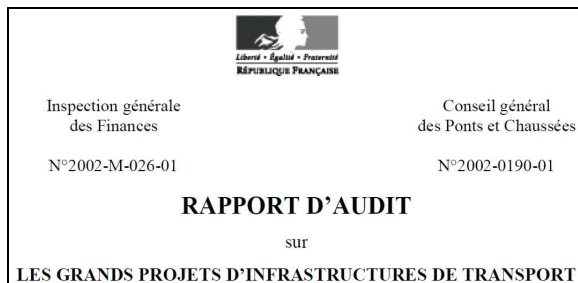 Liberté • Égalité • Fraternité
RÉPUBLIQUE FRANÇAISE
Inspection générale
des Finances
N°2002-M-026-01
Conseil général
des Ponts et Chaussées
N°2002-0190-01
RAPPORT D'AUDIT
sur
LES GRANDS PROJETS D'INFRASTRUCTURES DE TRANSPORT